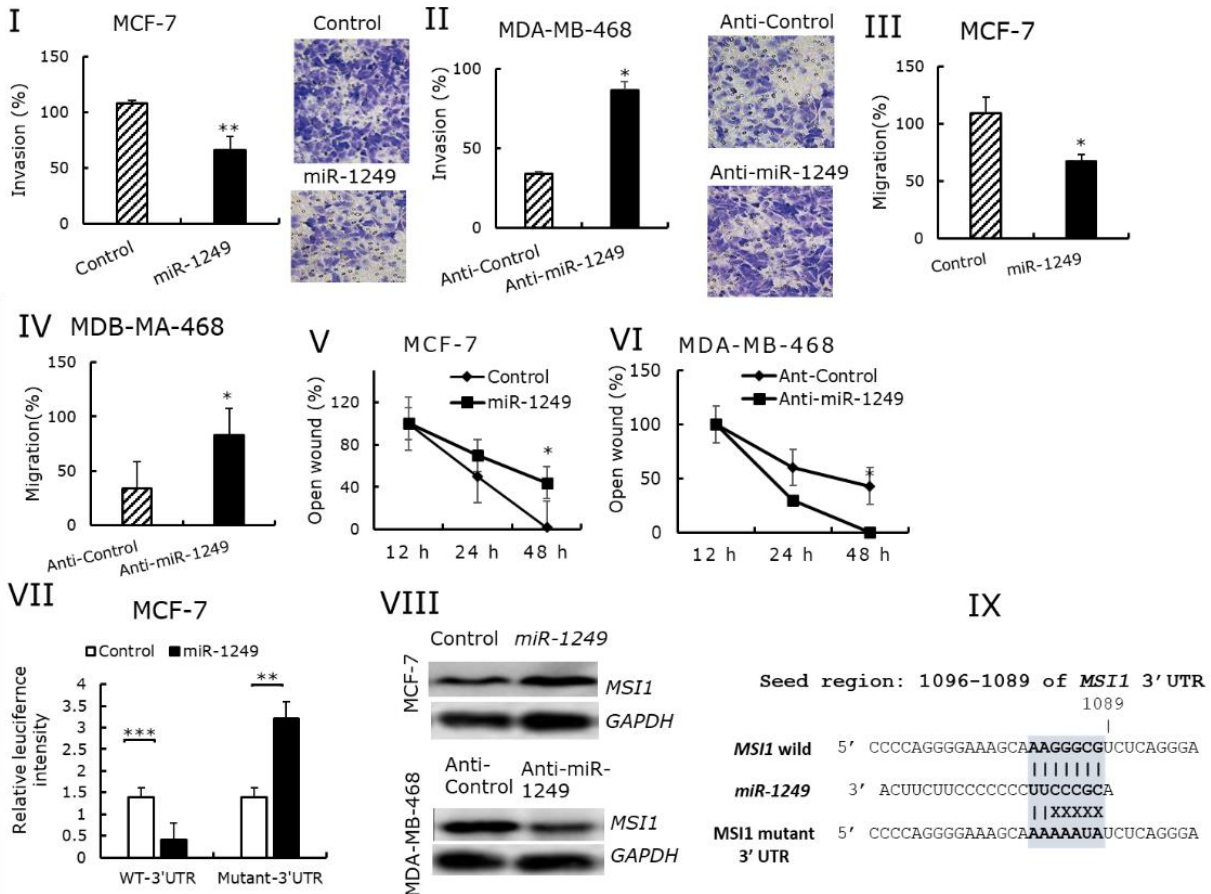 I
MCF-7
Invasion (%)
150
100
50
0
**
Control
miR-1249
Control
miR-1249
II
MDA-MB-468
Invasion (%)
100
50
0
*
Anti-Control
Anti-miR-1249
Anti-Control
Anti-miR-1249
III
MCF-7
Migration(%)
150
100
50
0
*
Control
miR-1249
IV
MDB-MA-468
Migration(%)
150
100
50
0
*
Anti-Control
Anti-miR-1249
V
MCF-7
Control
miR-1249
Open wound (%)
120
80
40
0
*
12 h 24 h 48 h
VI
MDA-MB-468
Ant-Control
Anti-miR-1249
Open wound (%)
150
100
50
0
*
12 h 24 h 48 h
VII
MCF-7
Control miR-1249
Relative leucifernce
intensity
4
3.5
3
2.5
2
1.5
1
0.5
0
***
**
WT-3'UTR Mutant-3'UTR
VIII
Control miR-1249
MCF-7
MSI1
GAPDH
Anti-
Control
Anti-miR-
1249
MDA-MB-468
MSI1
GAPDH
IX
Seed region: 1096-1089 of MSI1 3'UTR
1089
MSI1 wild 5' CCCCAGGGGAAAGCAAAGGGCGUCUCAGGGA
miR-1249 3' ACUUCUUCCCCCCCUUCCCGCA
XXXXX
MSI1 mutant 5' CCCCAGGGGAAAGCAAAAAAUAUCUCAGGGA
3' UTR